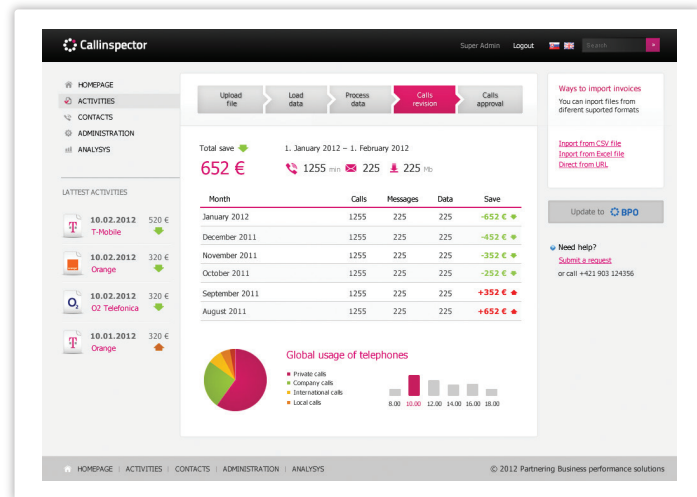 Callinspector
Super Admin Logout
Search
HOMEPAGE
ACTIVITIES
CONTACTS
ADMINISTRATION
ANALYSYS
LATTEST ACTIVITIES
10.02.2012 520 €
T-Mobile
10.02.2012 320 €
Orange
10.02.2012 320 €
O2 Telefonica
10.01.2012 320 €
Orange
Upload file
Load data
Process data
Calls revision
Calls approval
Total save
652 €
1. January 2012 – 1. February 2012
1255 min 225 225 Mb
Month Calls Messages Data Save
January 2012 1255 225 225 -652 €
December 2011 1255 225 225 -452 €
November 2011 1255 225 225 -352 €
October 2011 1255 225 225 -252 €
September 2011 1255 225 225 +352 €
August 2011 1255 225 225 +652 €
Global usage of telephones
Private calls
Company calls
International calls
Local calls
8.00 10.00 12.00 14.00 16.00 18.00
Ways to import invoices
You can inport files from
diferent suported formats
Inport from CSV file
Inport from Excel file
Direct from URL
Update to BPO
Need help?
Submit a request
or call +421 903 124356
HOMEPAGE | ACTIVITIES | CONTACTS | ADMINISTRATION | ANALYSYS
© 2012 Partnering Business performance solutions